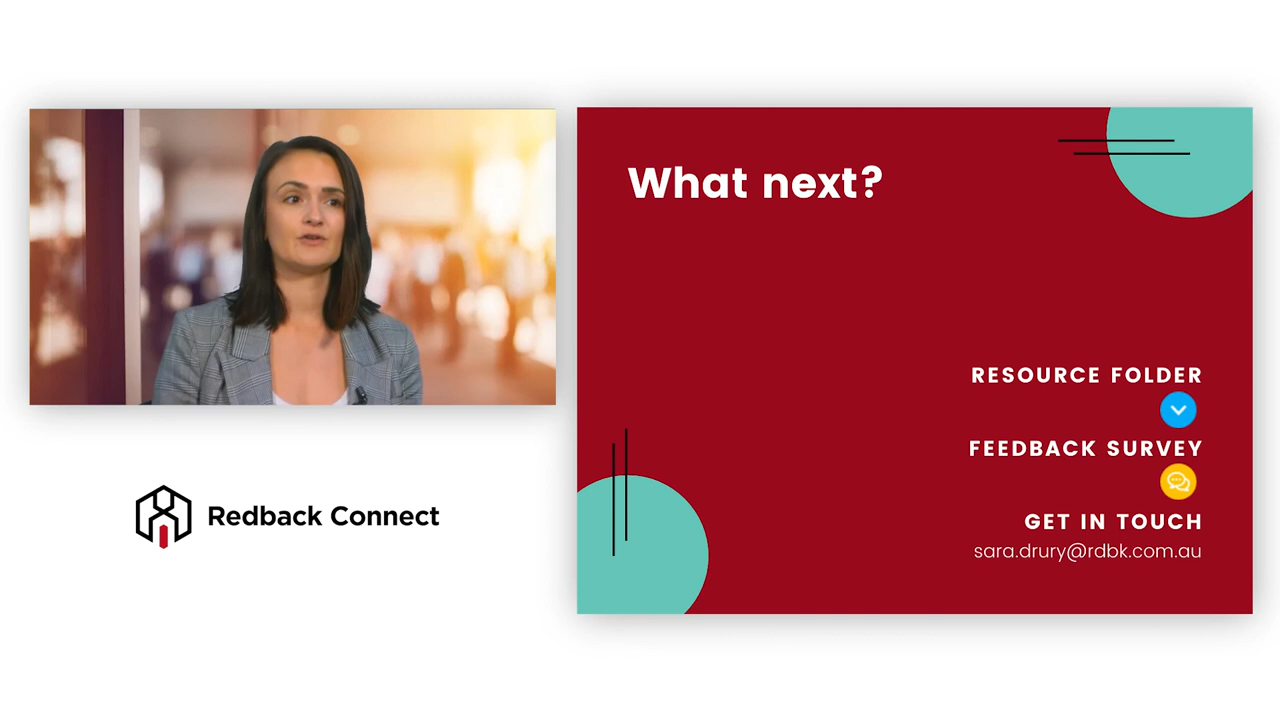 What next?
RESOURCE FOLDER
FEEDBACK SURVEY
GET IN TOUCH
sara.drury@rdbk.com.au
Redback Connect